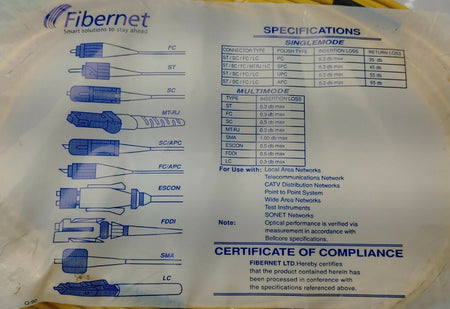 Fibernet
Smart solutions to stay ahead
FC
ST
SC
MT-RJ
SC/APC
FC/APC
ESCON
FDDI
SMA
LC
SPECIFICATIONS
SINGLEMODE
CONNECTOR TYPE POLISH TYPE INSERTION LOSS RETURN LOSS
ST / SC / FC / LC PC 0.3 db max 35 db
ST / SC / FC / MT-RJ / LC SPC 0.3 db max 45 db
ST / SC / FC / LC UPC 0.3 db max 55 db
ST / SC / FC / LC APC 0.3 db max 65 db
MULTIMODE
TYPE INSERTION LOSS
ST 0.3 db max
FC 0.3 db max
SC 0.3 db max
MT-RJ 0.3 db max
SMA 1.00 db max
ESCON 0.5 db max
FDDI 0.5 db max
LC 0.3 db max
For Use with: Local Area Networks
Telecommunications Network
CATV Distribution Networks
Point to Point System
Wide Area Networks
Test Instruments
SONET Networks
Note: Optical performance is verified via
measurement in accordance with
Bellcore specifications.
CERTIFICATE OF COMPLIANCE
FIBERNET LTD. Hereby certifies
that the product contained herein has
been processed in conference with
the specifications referenced above.